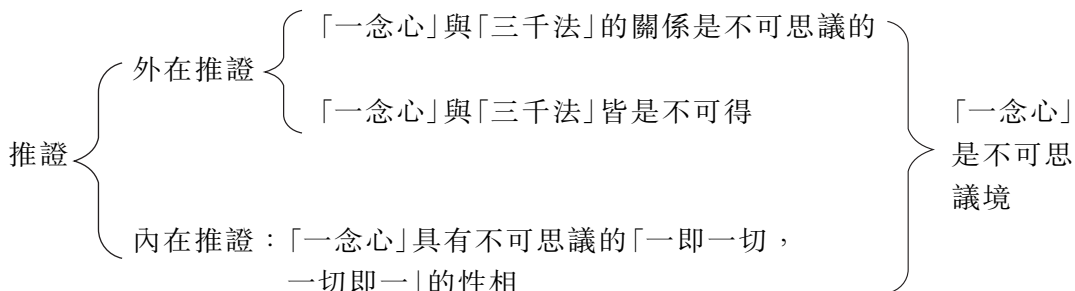 「一念心」與「三千法」的關係是不可思議的
外在推證
「一念心」與「三千法」皆是不可得
推證
「一念心」
是不可思
議境
內在推證：「一念心」具有不可思議的「一即一切，
一切即一」的性相